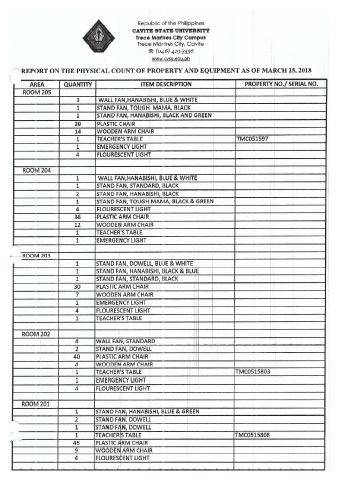 Republic of the Philippines
CAVITE STATE UNIVERSITY
Trece Martires City Campus
Trece Martires City, Cavite
☎ (046) 419-3930
www.cvsu.edu.ph
REPORT ON THE PHYSICAL COUNT OF PROPERTY AND EQUIPMENT AS OF MARCH 25, 2018
AREA QUANTITY ITEM DESCRIPTION PROPERTY NO./ SERIAL NO.
ROOM 205
3 WALL FAN,HANABISHI, BLUE & WHITE
1 STAND FAN, TOUGH MAMA, BLACK
1 STAND FAN, HANABISHI, BLACK AND GREEN
PLASTIC CHAIR
14 WOODEN ARM CHAIR
1 TEACHER'S TABLE TMC051597
1 EMERGENCY LIGHT
4 FLOURESCENT LIGHT
ROOM 204
1 WALL FAN,HANABISHI, BLUE & WHITE
1 STAND FAN, STANDARD, BLACK
2 STAND FAN, HANABISHI, BLACK
1 STAND FAN, TOUGH MAMA, BLACK & GREEN
4 FLOURESCENT LIGHT
36 PLASTIC ARM CHAIR
12 WOODEN ARM CHAIR
1 TEACHER'S TABLE
1 EMERGENCY LIGHT
ROOM 203
1 STAND FAN, DOWELL, BLUE & WHITE
1 STAND FAN, HANABISHI, BLACK & BLUE
1 STAND FAN, STANDARD, BLACK
30 PLASTIC ARM CHAIR
7 WOODEN ARM CHAIR
1 EMERGENCY LIGHT
4 FLOURESCENT LIGHT
1 TEACHER'S TABLE
ROOM 202
4 WALL FAN, STANDARD
2 STAND FAN, DOWELL
40 PLASTIC ARM CHAIR
4 WOODEN ARM CHAIR
1 TEACHER'S TABLE TMC0515803
1 EMERGENCY LIGHT
4 FLOURESCENT LIGHT
ROOM 201
1 STAND FAN, HANABISHI, BLUE & GREEN
2 STAND FAN, DOWELL
1 STAND FAN, DOWELL
1 TEACHER'S TABLE TMC0515808
46 PLASTIC ARM CHAIR
9 WOODEN ARM CHAIR
4 FLOURESCENT LIGHT